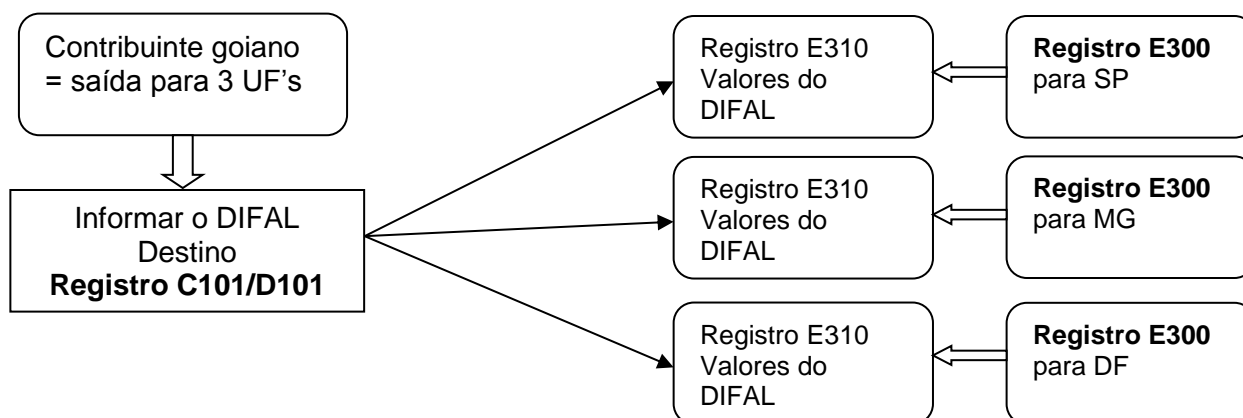 Contribuinte goiano
= saída para 3 UF's
Informar o DIFAL
Destino
Registro C101/D101
Registro E310
Valores do
DIFAL
Registro E300
para SP
Registro E310
Valores do
DIFAL
Registro E300
para MG
Registro E310
Valores do
DIFAL
Registro E300
para DF